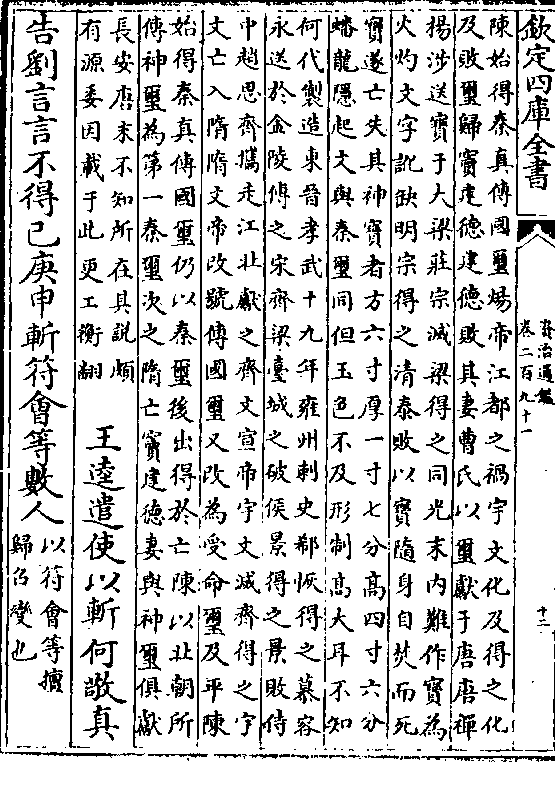 欽定四庫全書
資治通鑑
卷二百九十一
十二
陳始得秦真傳國璽煬帝江都之禍宇文化及得之化
及敗璽歸竇建德建德敗其妻曹氏以璽獻于唐唐禪
楊涉送寶于大梁莊宗滅梁得之同光末內難作寶為
火灼文字訛缺明宗得之清泰敗以寶隨身自焚而死
寶遂亡失其神寶者方六寸厚一寸七分高四寸六分
蟠龍隱起文與秦璽同但玉色不及形制髙大耳不知
何代製造東晉孝武十九年雍州刺史郗恢得之慕容
永送於金陵傳之宋齊梁臺城之破侯景得之景敗侍
中趙思齊攜走江北獻之齊文宣帝宇文滅齊得之宇
文亡入隋隋文帝改號傳國璽又改為受命璽及平陳
始得秦真傳國璽仍以秦璽後出得於亡陳以北朝所
傳神璽為第一秦璽次之隋亡竇建德妻與神璽俱獻
長安唐末不知所在其說頗
有源委因載于此更工衡翻
王逵遣使以斬何敬真
告劉言言不得已庚申斬符會等數人
以符會等擅
歸召變也